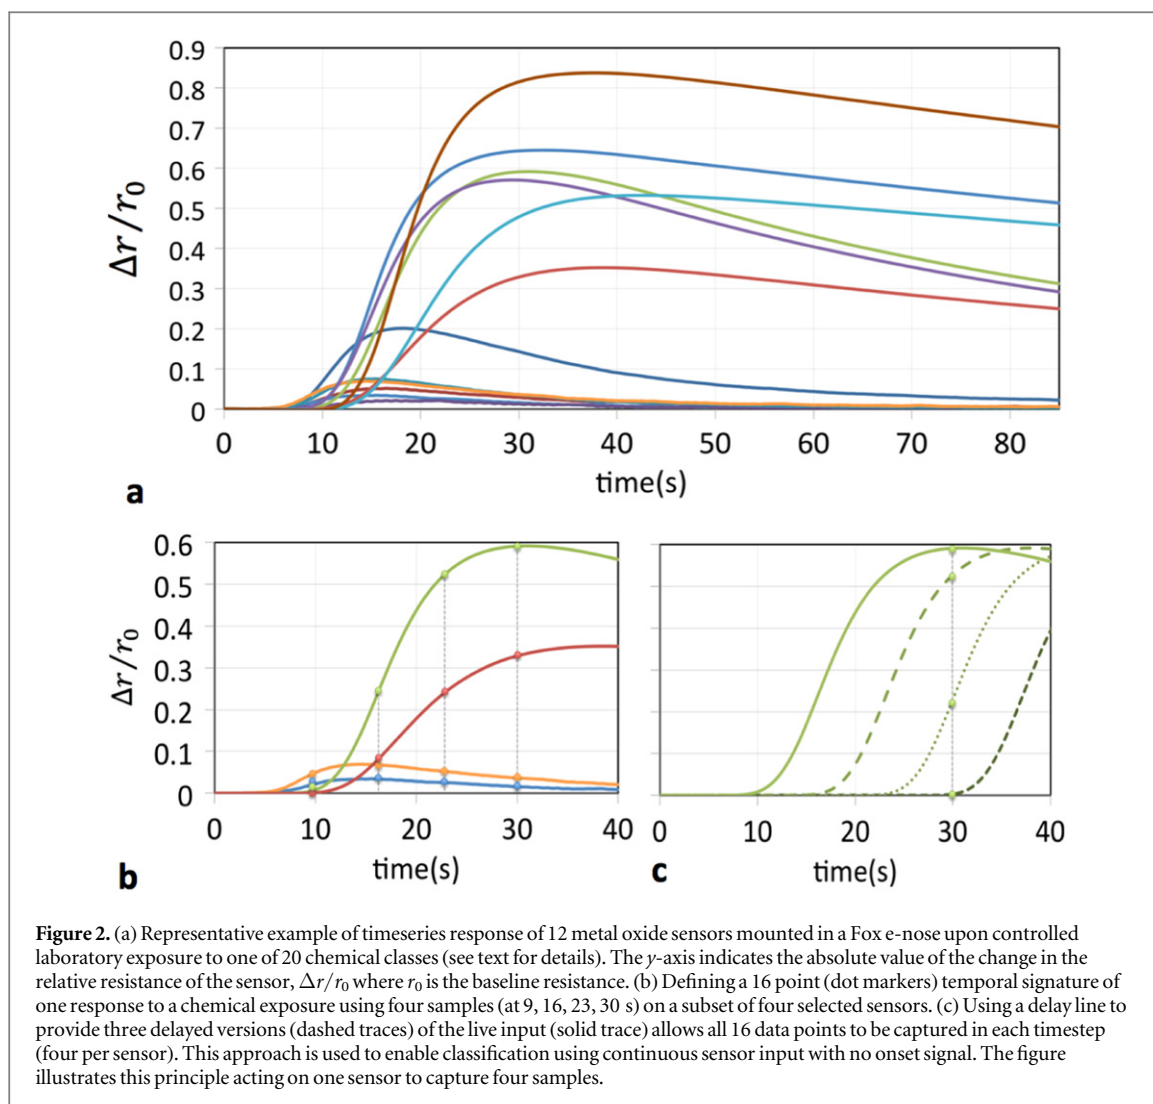 0.9
0.8
0.7
0.6
0.5
0.4
0.3
0.2
0.1
0
Δr/r0
0 10 20 30 40 50 60 70 80
time(s)
a
0.6
0.5
0.4
0.3
0.2
0.1
0
Δr/r0
0 10 20 30 40
time(s)
b
0 10 20 30 40
time(s)
c
Figure 2. (a) Representative example of timeseries response of 12 metal oxide sensors mounted in a Fox e-nose upon controlled
laboratory exposure to one of 20 chemical classes (see text for details). The y-axis indicates the absolute value of the change in the
relative resistance of the sensor, Δr/r0 where r0 is the baseline resistance. (b) Defining a 16 point (dot markers) temporal signature of
one response to a chemical exposure using four samples (at 9, 16, 23, 30 s) on a subset of four selected sensors. (c) Using a delay line to
provide three delayed versions (dashed traces) of the live input (solid trace) allows all 16 data points to be captured in each timestep
(four per sensor). This approach is used to enable classification using continuous sensor input with no onset signal. The figure
illustrates this principle acting on one sensor to capture four samples.